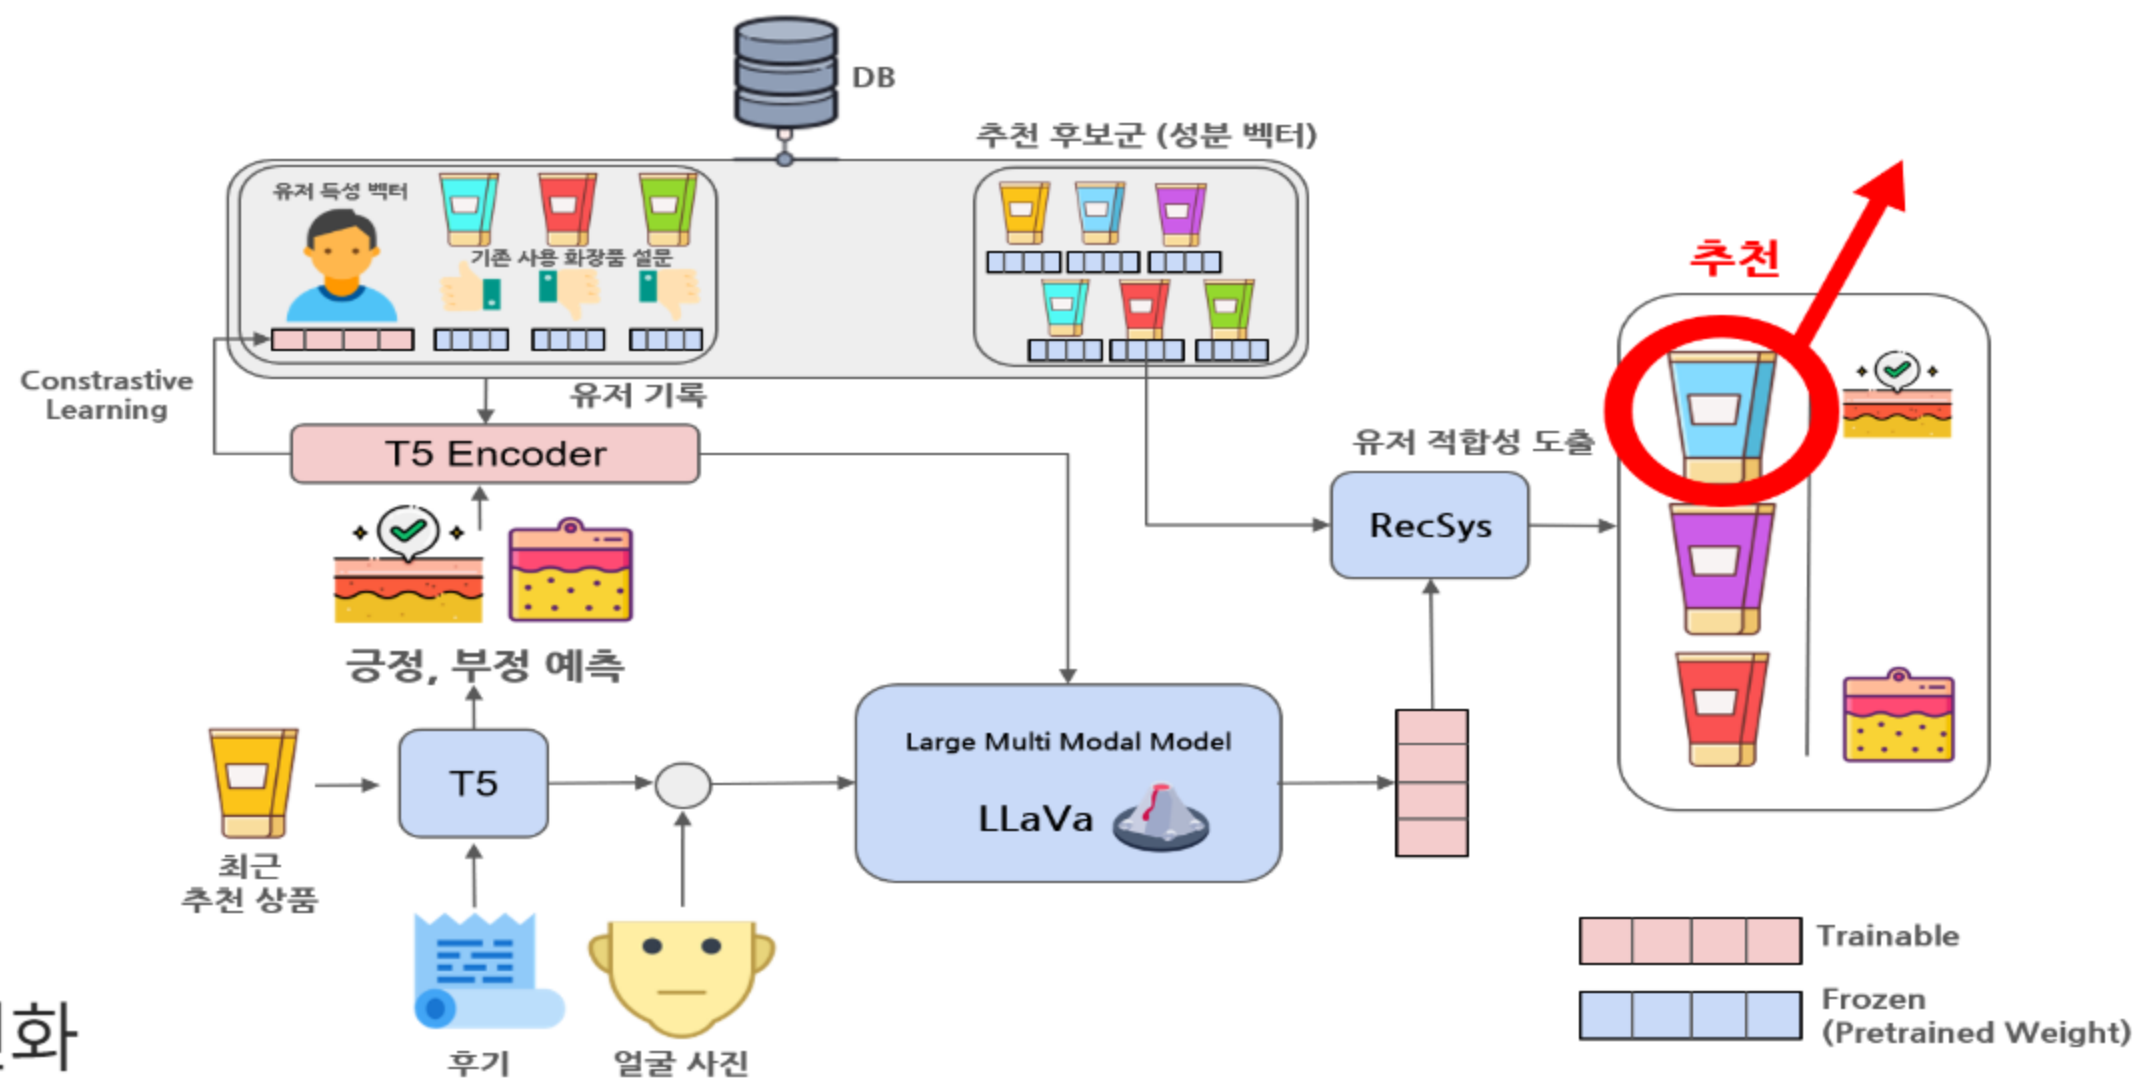 DB
추천 후보군 (성분 벡터)
유저 득성 벡터
기존 사용 화장품 설문
추천
Constrastive
Learning
유저 기록
T5 Encoder
유저 적합성 도출
RecSys
긍정, 부정 예측
Large Multi Modal Model
T5
LLaVa
최근
추천 상품
후기
얼굴 사진
Trainable
Frozen
(Pretrained Weight)
화